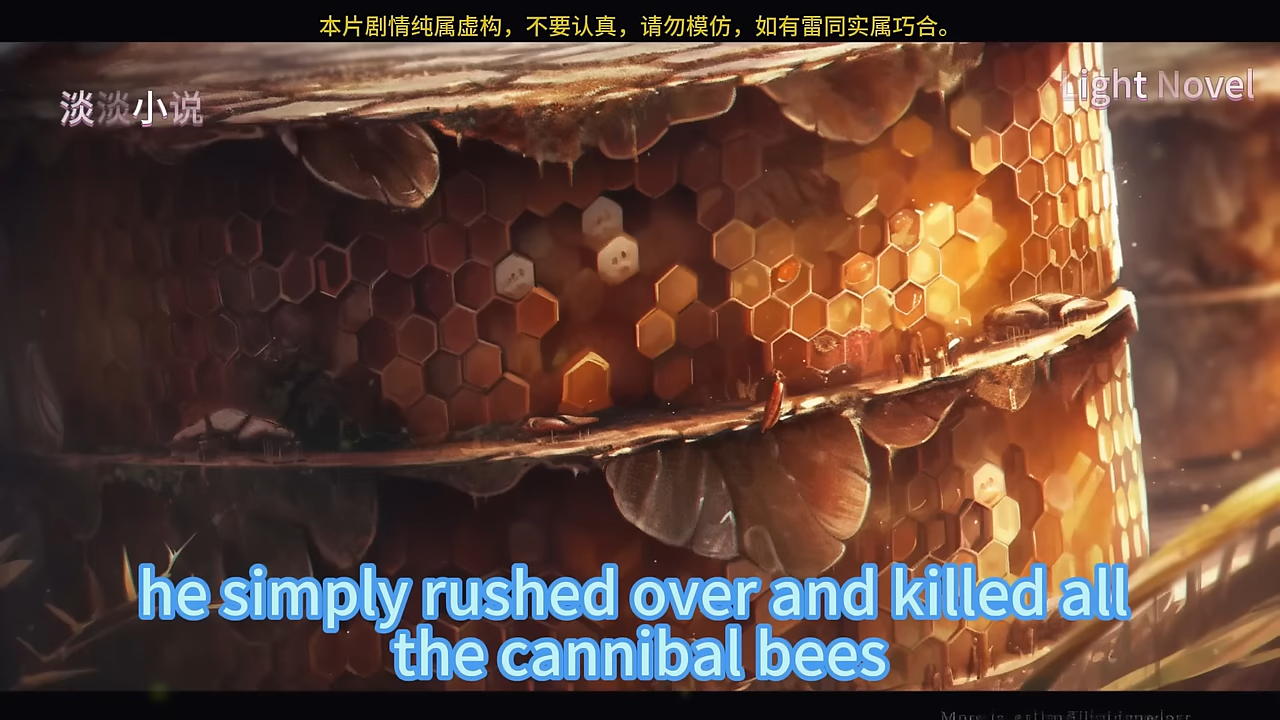 本片剧情纯属虚构，不要认真，请勿模仿，如有雷同实属巧合。
淡淡小说
Light Novel
he simply rushed over and killed all
the cannibal bees